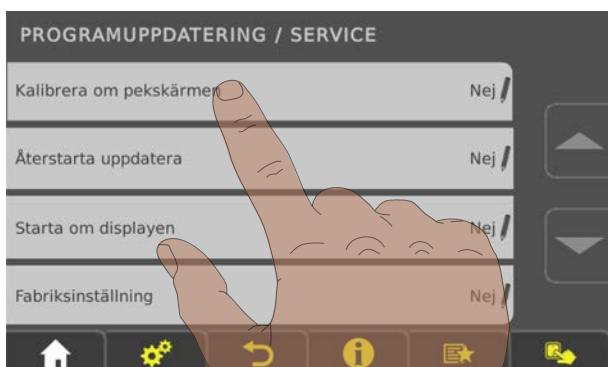 PROGRAMUPPDATERING / SERVICE
Kalibrera om pekskärmen Nej
Återstarta uppdatera Nej
Starta om displayen Nej
Fabriksinställning Nej